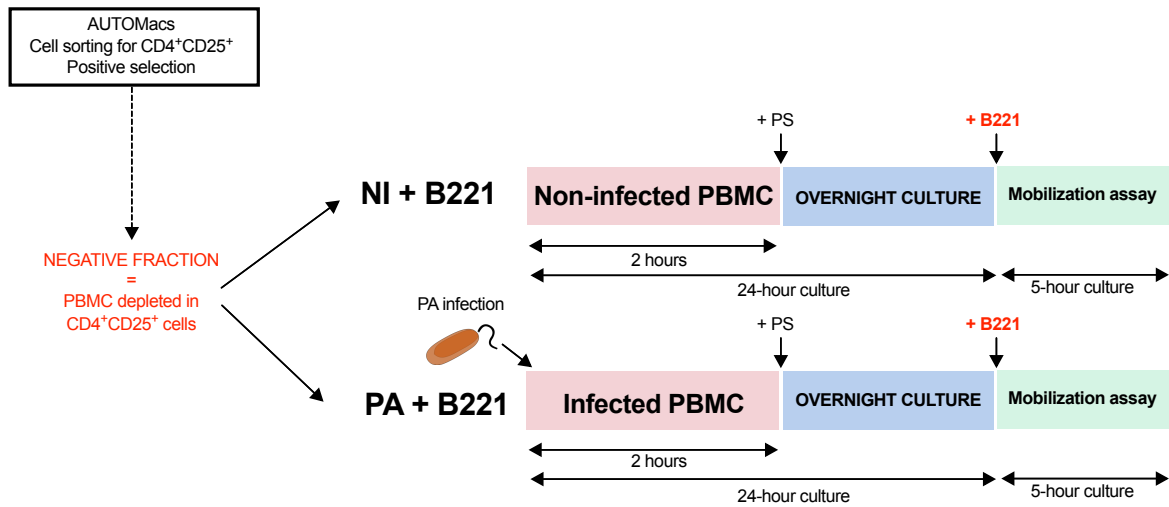 AUTOMacs
Cell sorting for CD4⁺CD25⁺
Positive selection
NEGATIVE FRACTION
=
PBMC depleted in
CD4⁺CD25⁺ cells
+ PS
+ B221
NI + B221
Non-infected PBMC
OVERNIGHT CULTURE
Mobilization assay
2 hours
24-hour culture
5-hour culture
PA infection
+ PS
+ B221
PA + B221
Infected PBMC
OVERNIGHT CULTURE
Mobilization assay
2 hours
24-hour culture
5-hour culture